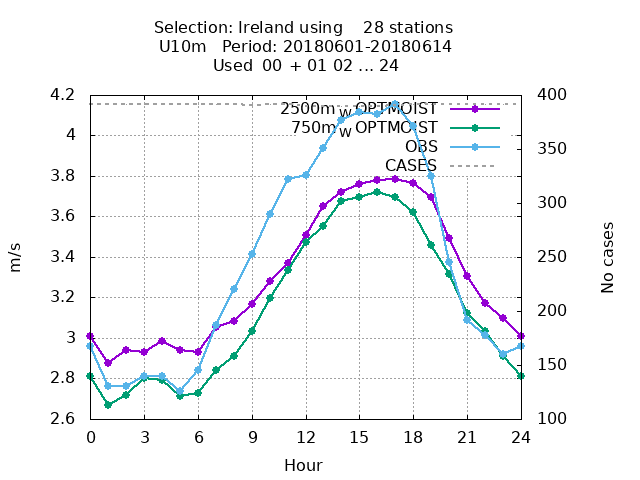 Selection: Ireland using 28 stations
U10m Period: 20180601-20180614
Used 00 + 01 02 ... 24
4.2
4
3.8
3.6
3.4
3.2
3
2.8
2.6
m/s
400
350
300
250
200
150
100
No cases
2500m w OPTMOIST
750m w OPTMOIST
OBS
CASES
0 3 6 9 12 15 18 21 24
Hour